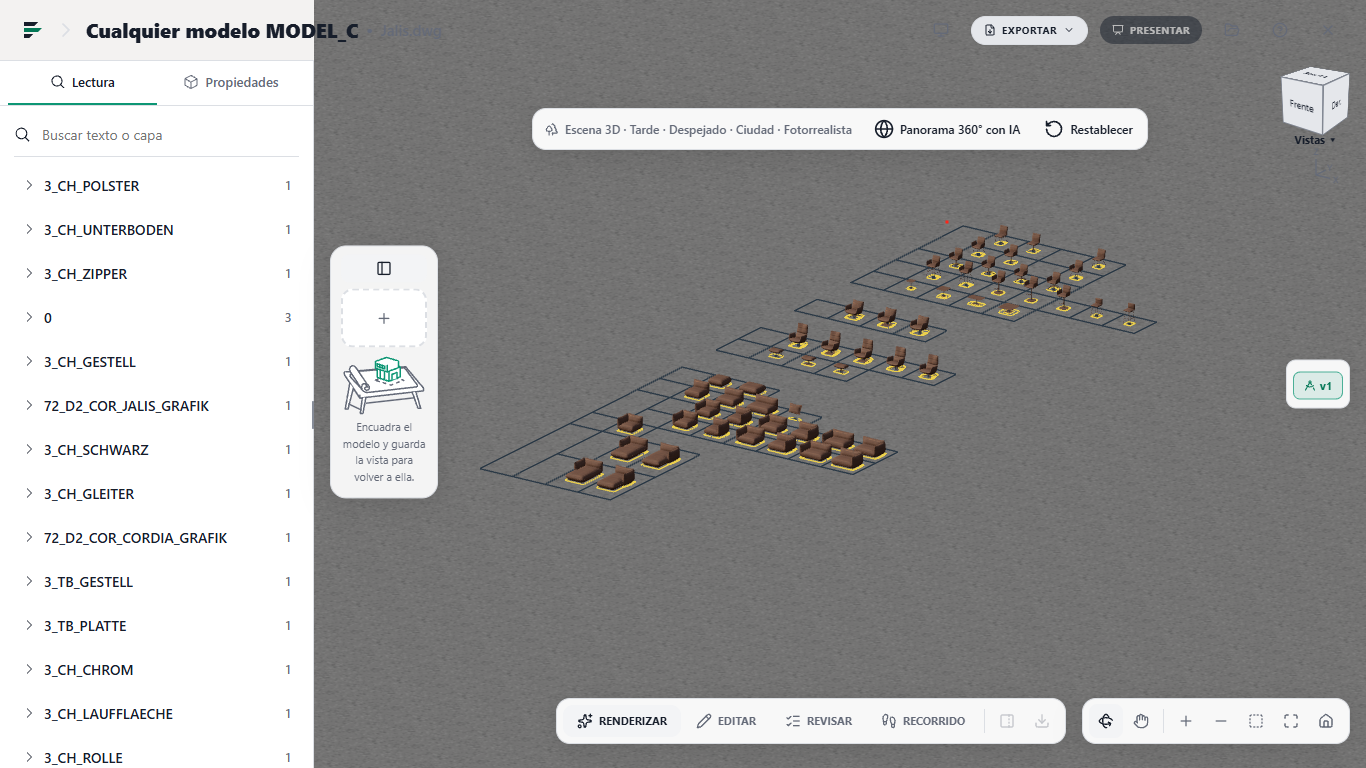 Cualquier modelo MODEL_C
EXPORTAR
PRESENTAR
Lectura
Propiedades
Buscar texto o capa
3_CH_POLSTER 1
3_CH_UNTERBODEN 1
3_CH_ZIPPER 1
0 3
3_CH_GESTELL 1
72_D2_COR_JALIS_GRAFIK 1
3_CH_SCHWARZ 1
3_CH_GLEITER 1
72_D2_COR_CORDIA_GRAFIK 1
3_TB_GESTELL 1
3_TB_PLATTE 1
3_CH_CHROM 1
3_CH_LAUFFLAECHE 1
3_CH_ROLLE 1
Escena 3D · Tarde · Despejado · Ciudad · Fotorrealista
Panorama 360° con IA
Restablecer
Frente
Vistas
Encuadra el
modelo y guarda
la vista para
volver a ella.
v1
RENDERIZAR
EDITAR
REVISAR
RECORRIDO